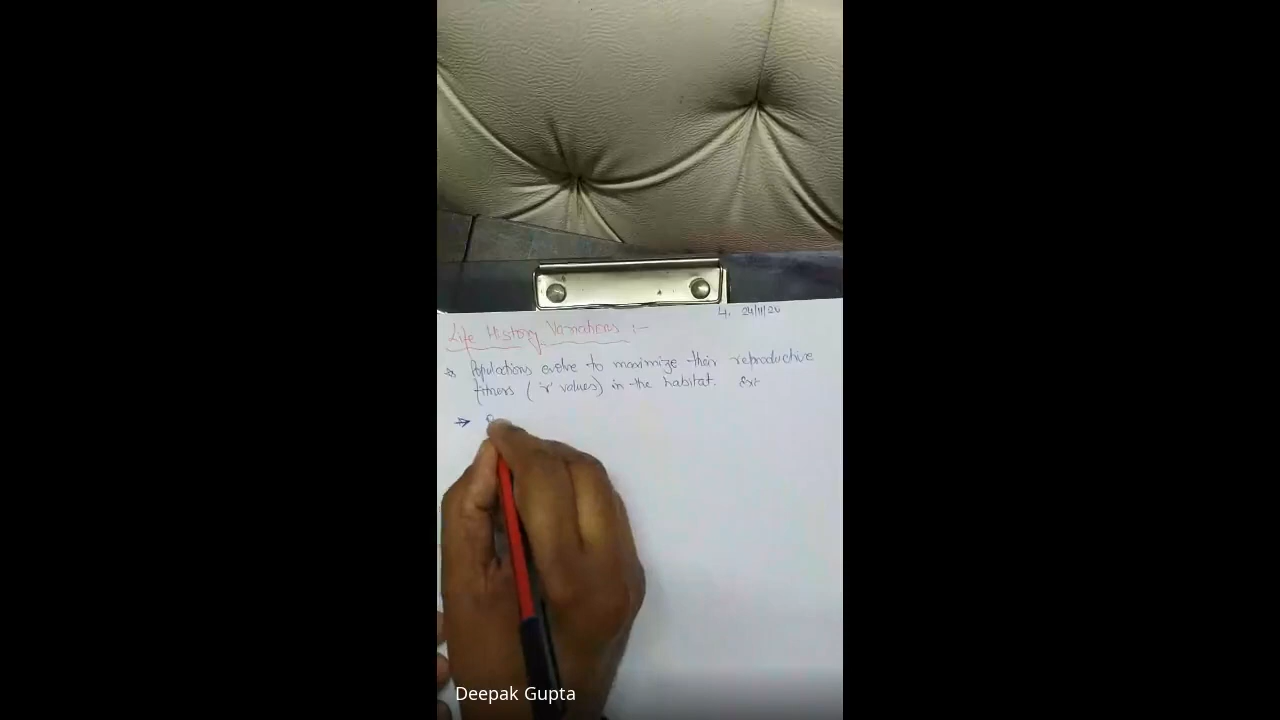 4. 24/11/20
Life History Variations :-
Populations evolve to maximize their reproductive
fitness ( 'r' values) in the habitat. Ex:-
Deepak Gupta